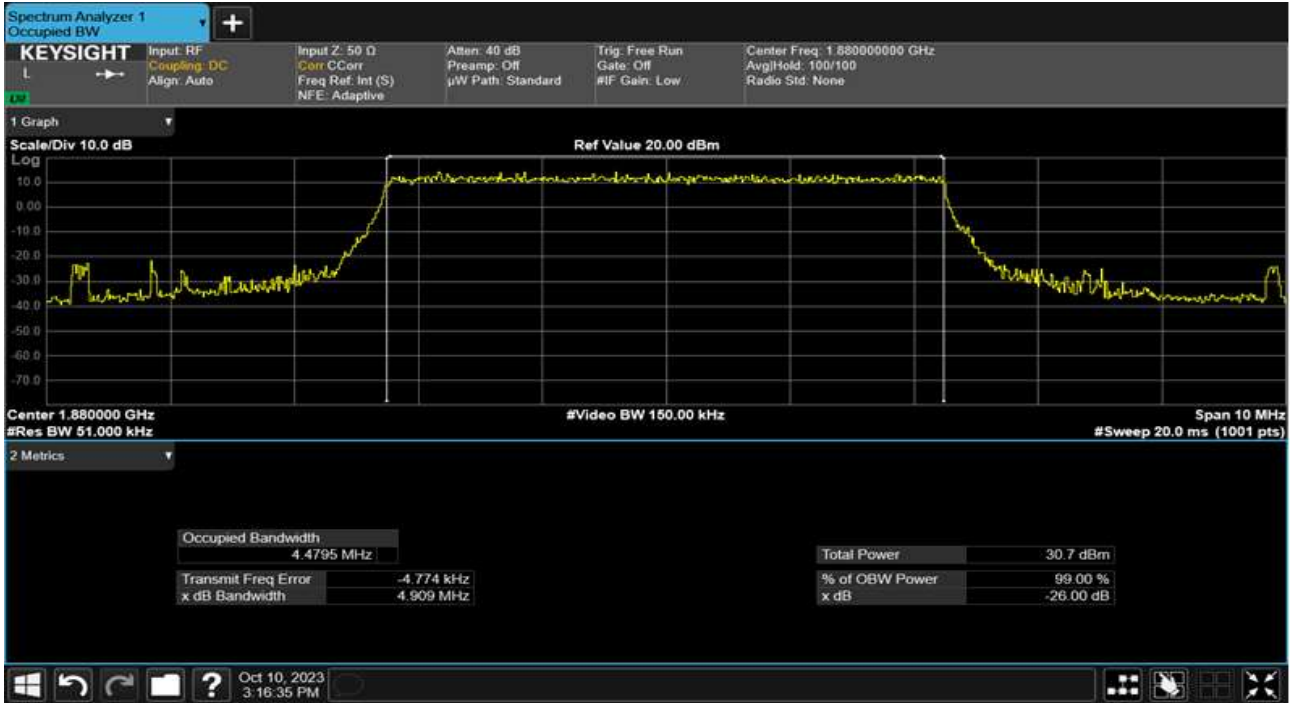 Spectrum Analyzer 1
Occupied BW
KEYSIGHT
L
Input: RF
Coupling: DC
Align: Auto
Input Z: 50 Ω
Corr CCorr
Freq Ref: Int (S)
NFE: Adaptive
Atten: 40 dB
Preamp: Off
µW Path: Standard
Trig: Free Run
Gate: Off
#IF Gain: Low
Center Freq: 1.880000000 GHz
Avg|Hold: 100/100
Radio Std: None
1 Graph
Scale/Div 10.0 dB
Ref Value 20.00 dBm
Log
10.0
0.00
-10.0
-20.0
-30.0
-40.0
-50.0
-60.0
-70.0
Center 1.880000 GHz
#Video BW 150.00 kHz
Span 10 MHz
#Res BW 51.000 kHz
#Sweep 20.0 ms (1001 pts)
2 Metrics
Occupied Bandwidth
4.4795 MHz
Total Power 30.7 dBm
Transmit Freq Error -4.774 kHz
% of OBW Power 99.00 %
x dB Bandwidth 4.909 MHz
x dB -26.00 dB
?
Oct 10, 2023
3:16:35 PM